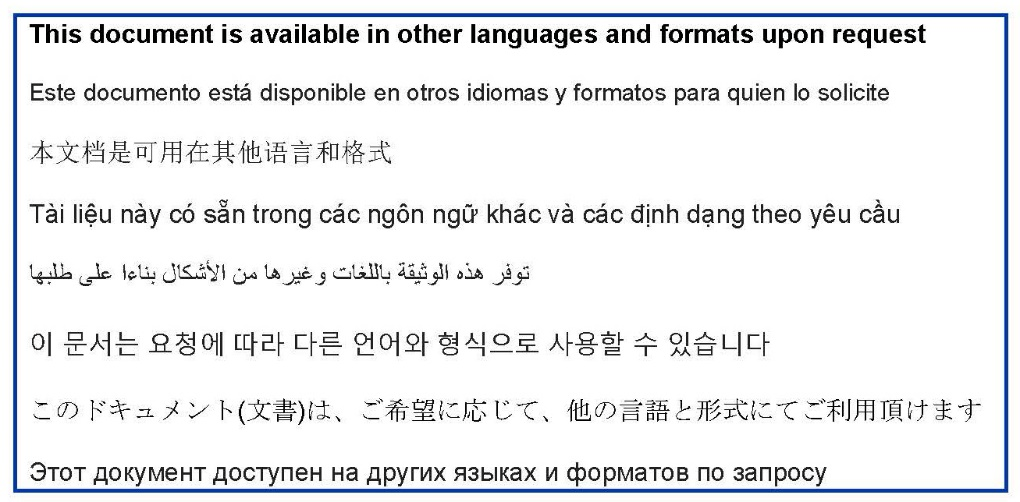 This document is available in other languages and formats upon request
Este documento está disponible en otros idiomas y formatos para quien lo solicite
本文档是可用在其他语言和格式
Tài liệu này có sẵn trong các ngôn ngữ khác và các định dạng theo yêu cầu
توفر هذه الوثيقة باللغات وغيرها من الأشكال بناءا على طلبها
이 문서는 요청에 따라 다른 언어와 형식으로 사용할 수 있습니다
このドキュメント(文書)は、ご希望に応じて、他の言語と形式にてご利用頂けます
Этот документ доступен на других языках и форматов по запросу